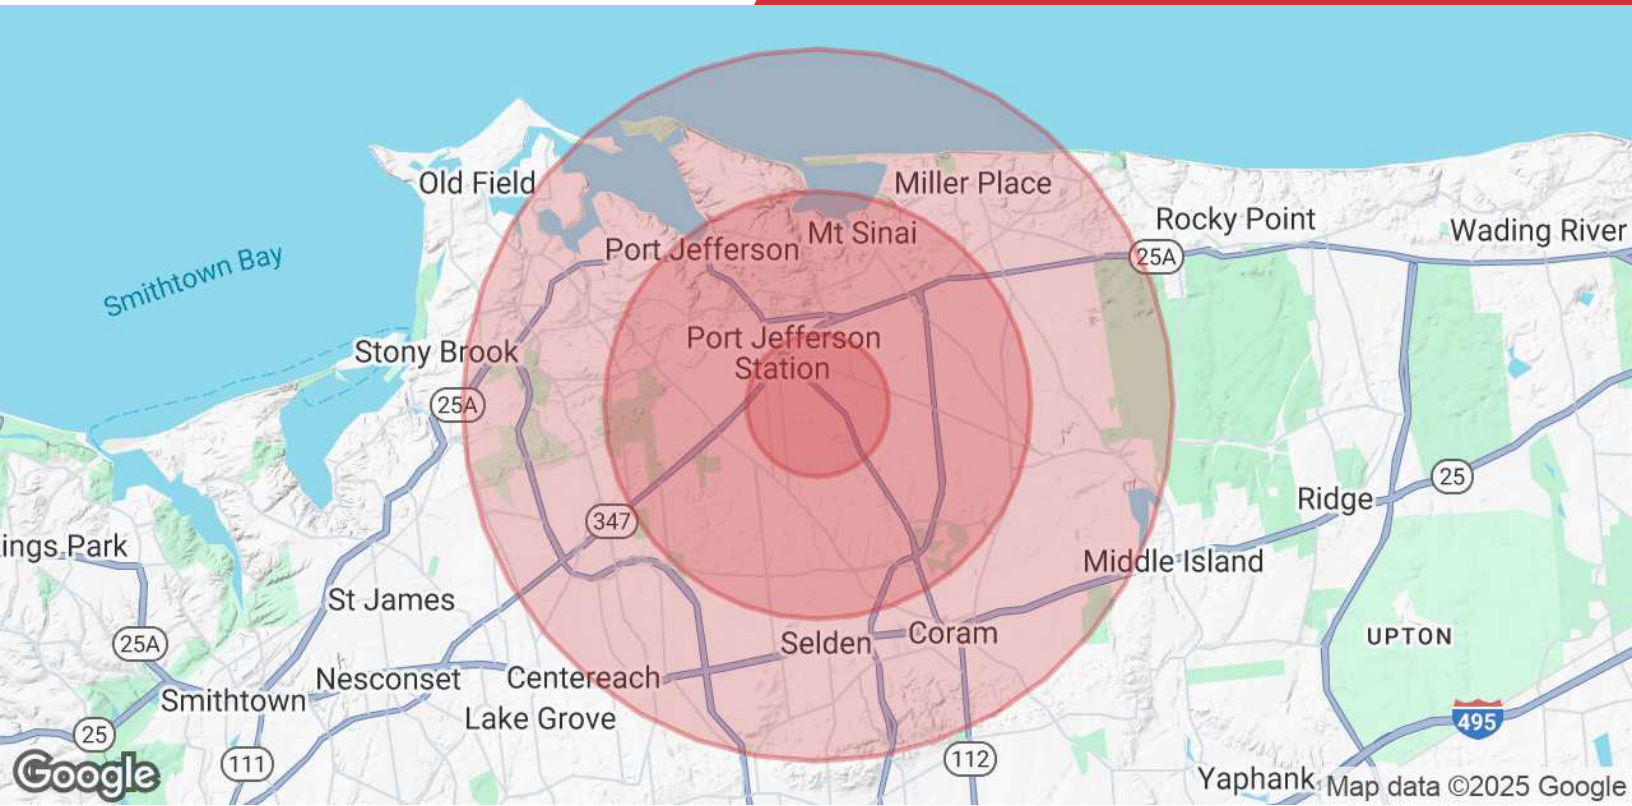 Old Field
Miller Place
Rocky Point
Wading River
Mt Sinai
Port Jefferson
25A
Smithtown Bay
Port Jefferson
Station
Stony Brook
25A
25
Ridge
347
ings Park
Middle Island
St James
25A
Selden
Coram
UPTON
Nesconset
Centereach
Smithtown
Lake Grove
495
25
111
112
Google
Yaphank
Map data ©2025 Google